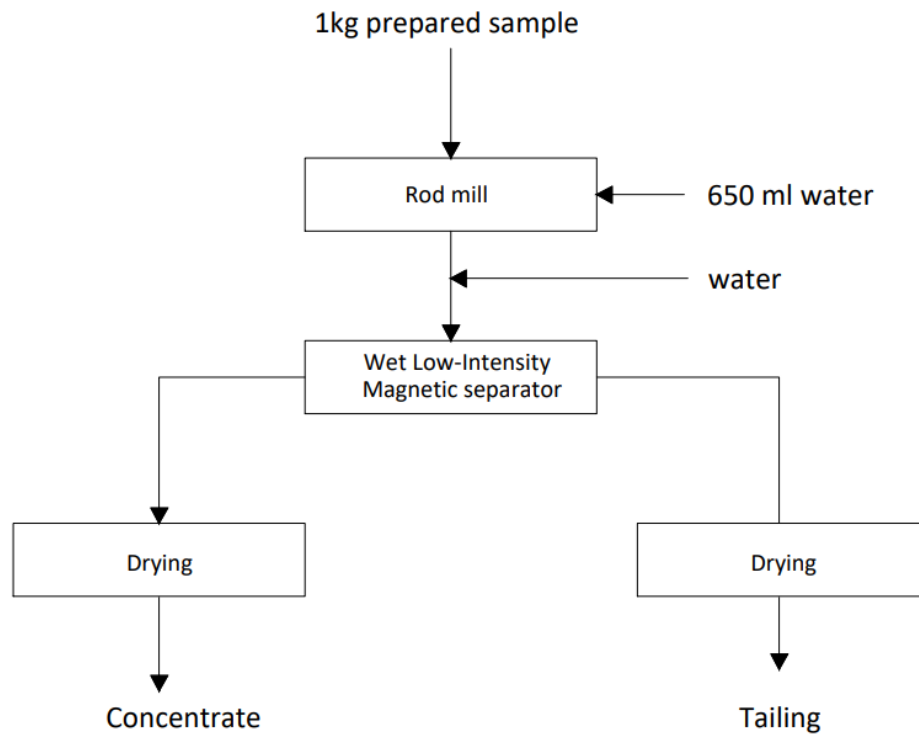 1kg prepared sample
Rod mill
650 ml water
water
Wet Low-Intensity
Magnetic separator
Drying
Drying
Concentrate
Tailing